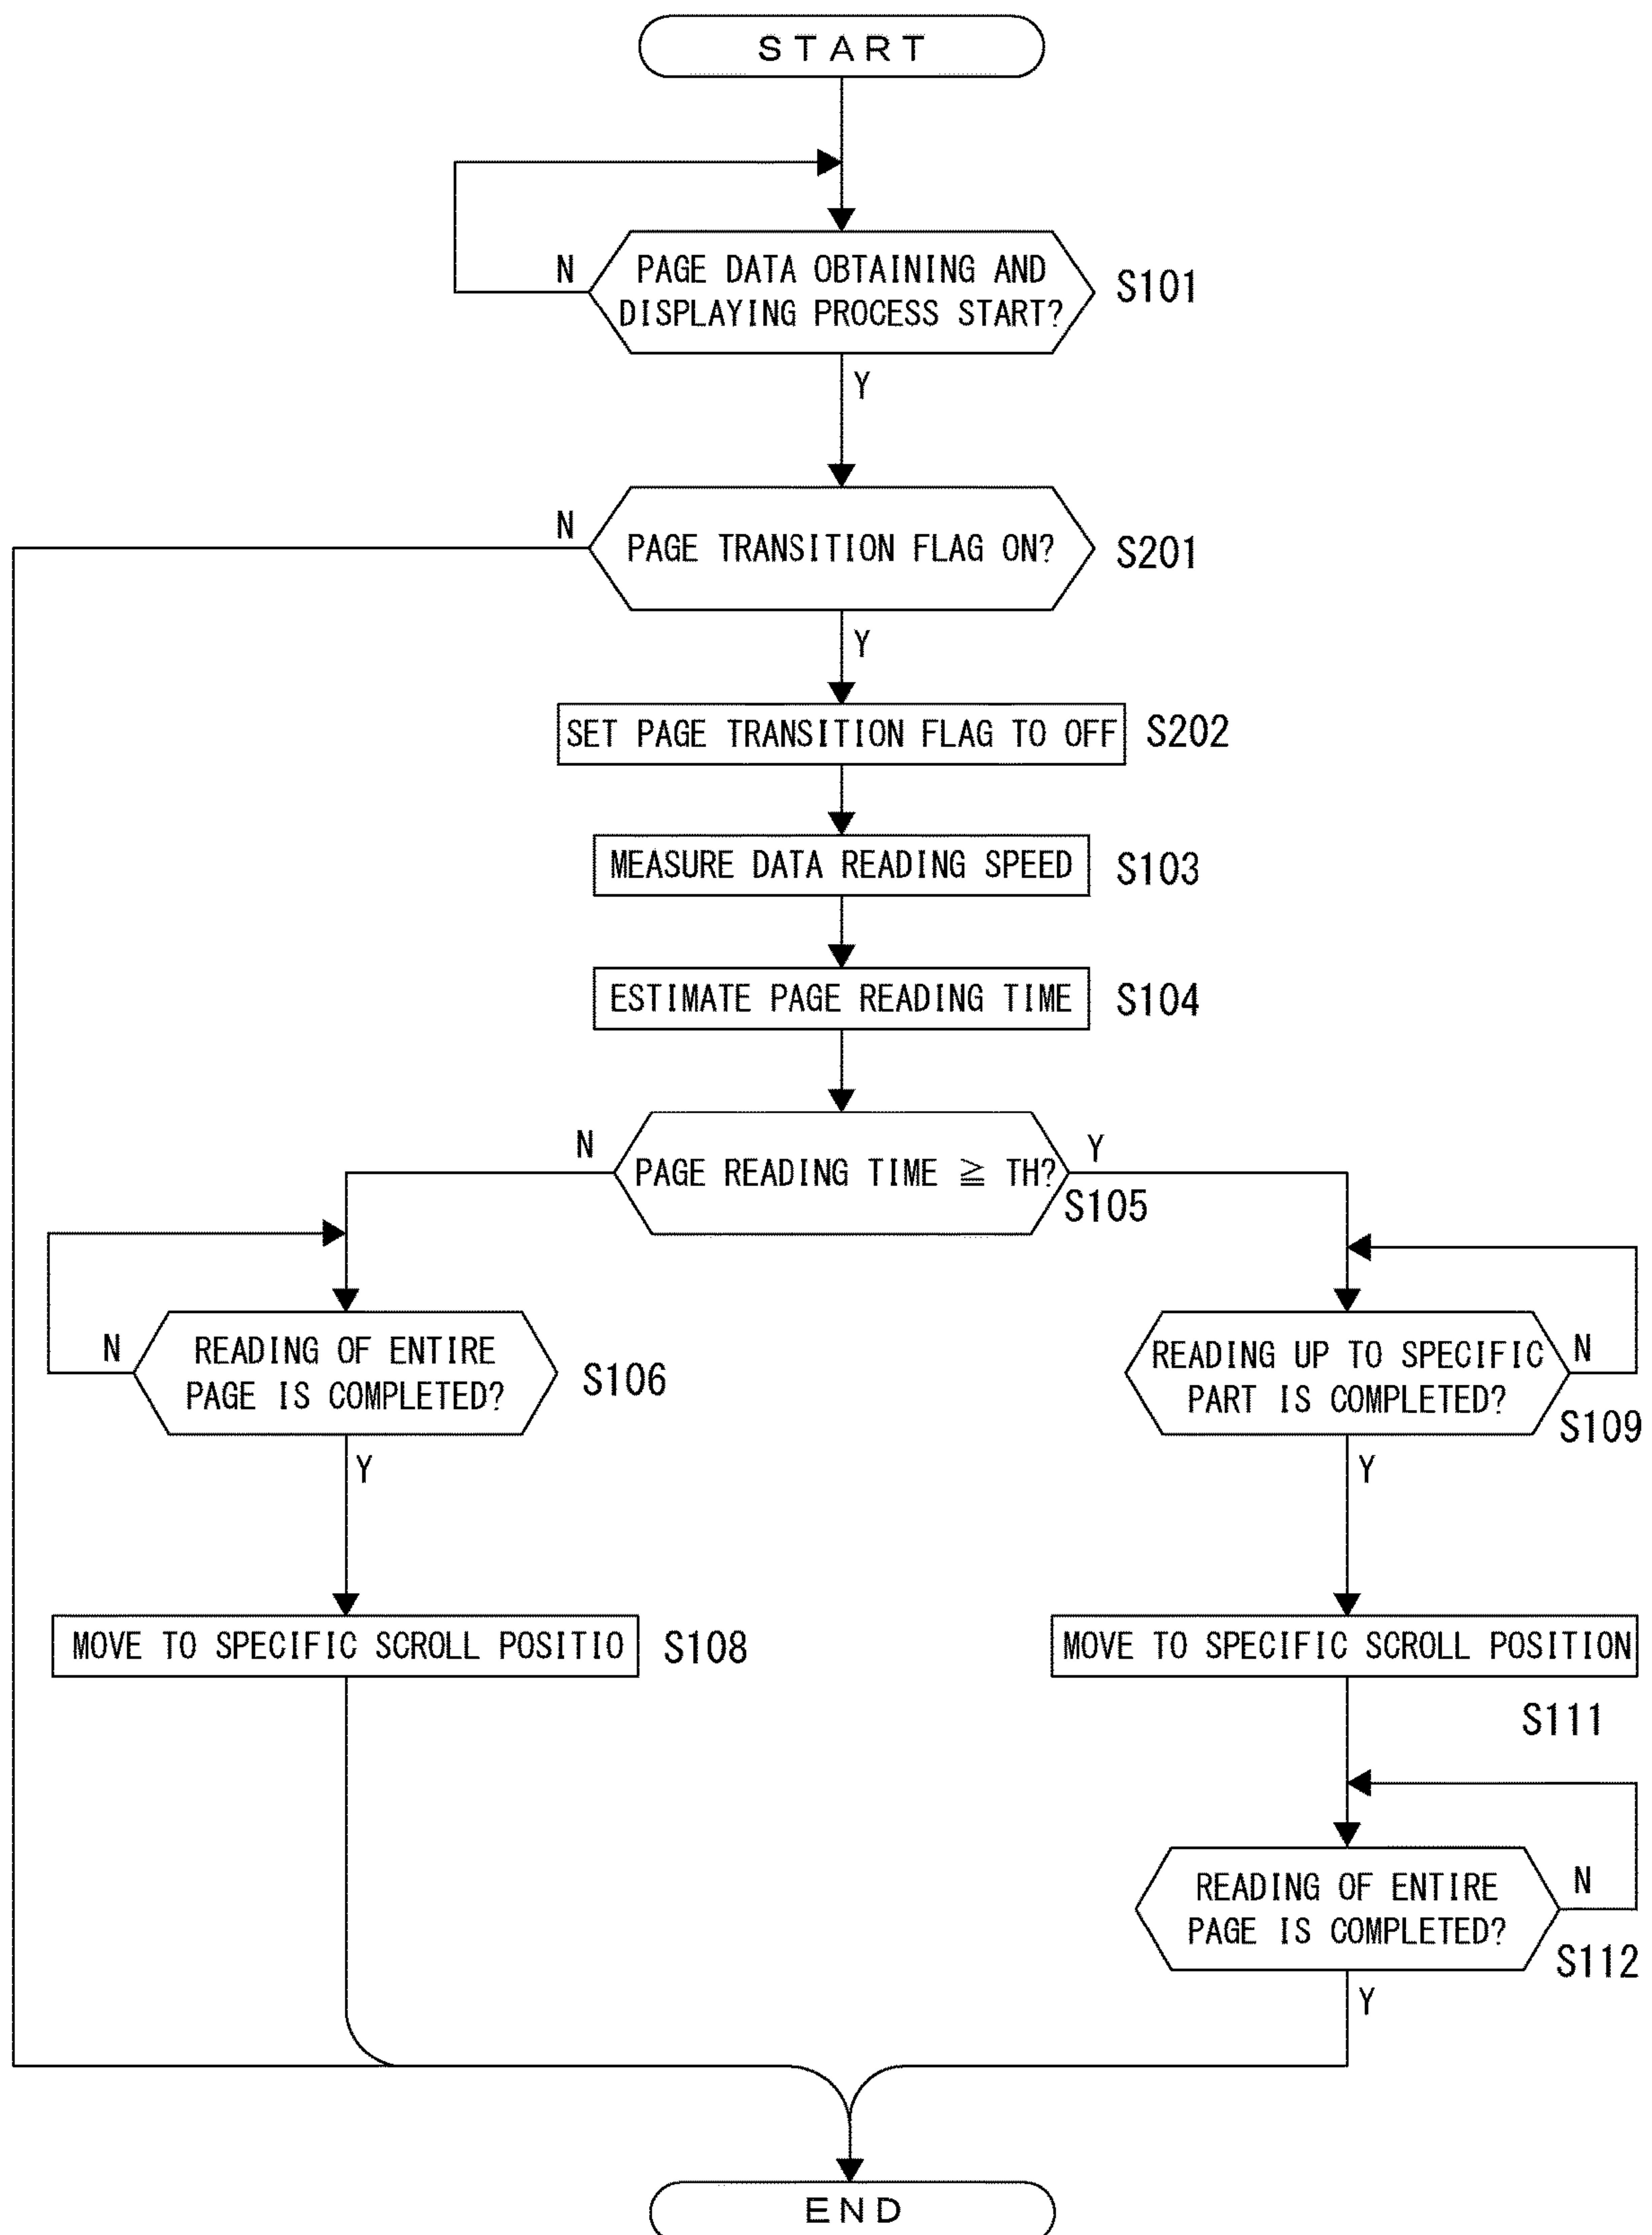 START
N
PAGE DATA OBTAINING AND
DISPLAYING PROCESS START?
S101
Y
N
PAGE TRANSITION FLAG ON?
S201
Y
SET PAGE TRANSITION FLAG TO OFF
S202
MEASURE DATA READING SPEED
S103
ESTIMATE PAGE READING TIME
S104
N
PAGE READING TIME ≧ TH?
Y
S105
N
READING OF ENTIRE
PAGE IS COMPLETED?
S106
Y
READING UP TO SPECIFIC
PART IS COMPLETED?
N
S109
Y
MOVE TO SPECIFIC SCROLL POSITIO
S108
MOVE TO SPECIFIC SCROLL POSITION
S111
READING OF ENTIRE
PAGE IS COMPLETED?
N
S112
Y
END